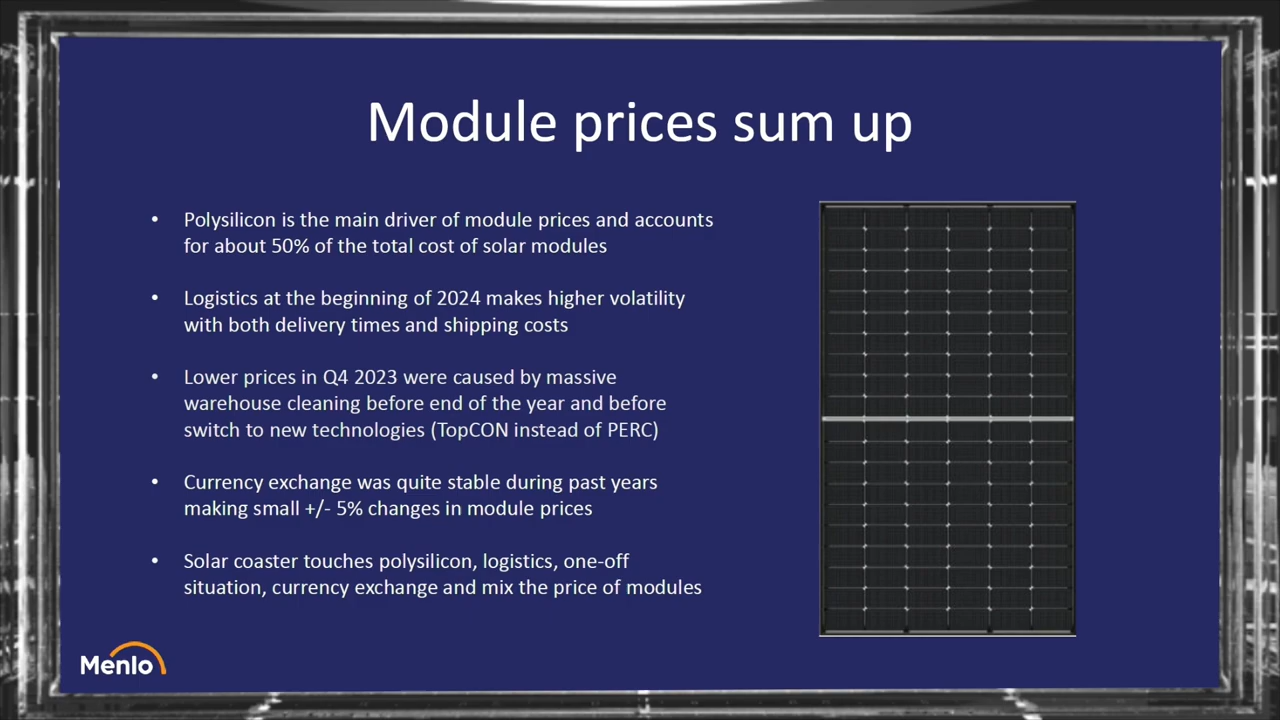 Module prices sum up
• Polysilicon is the main driver of module prices and accounts
for about 50% of the total cost of solar modules
• Logistics at the beginning of 2024 makes higher volatility
with both delivery times and shipping costs
• Lower prices in Q4 2023 were caused by massive
warehouse cleaning before end of the year and before
switch to new technologies (TopCON instead of PERC)
• Currency exchange was quite stable during past years
making small +/- 5% changes in module prices
• Solar coaster touches polysilicon, logistics, one-off
situation, currency exchange and mix the price of modules
Menlo